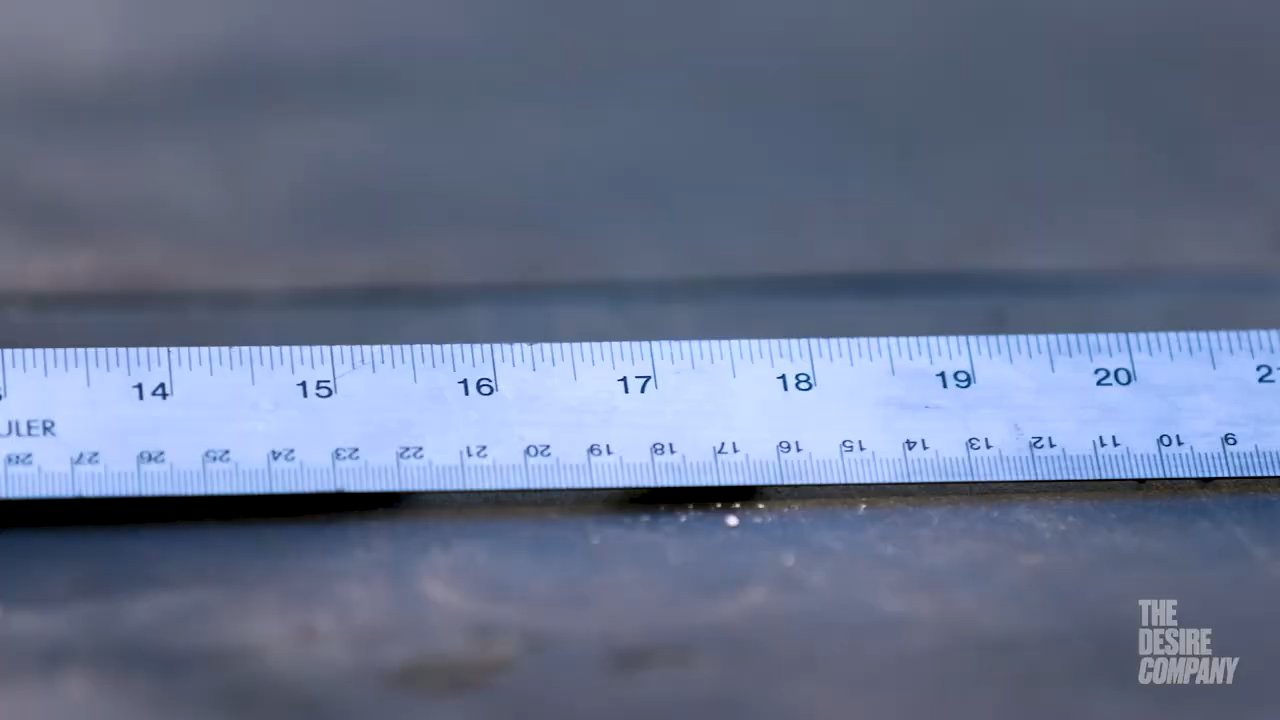 14 15 16 17 18 19 20
ULER
28 27 26 25 24 23 22 21 20 19 18 17 16 15 14 13 12 11 10 9
THE
DESIRE
COMPANY